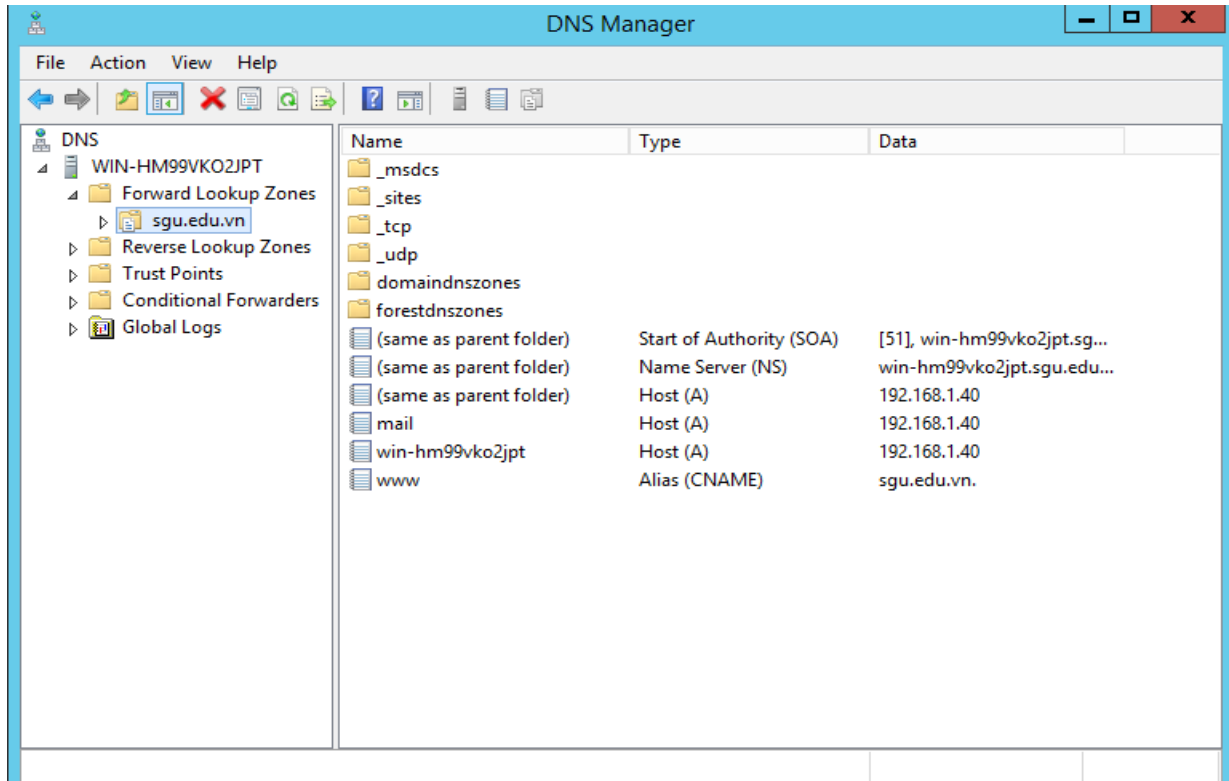 DNS Manager
File Action View Help
DNS
WIN-HM99VKO2JPT
Forward Lookup Zones
sgu.edu.vn
Reverse Lookup Zones
Trust Points
Conditional Forwarders
Global Logs
Name Type Data
_msdcs
_sites
_tcp
_udp
domaindnszones
forestdnszones
(same as parent folder) Start of Authority (SOA) [51], win-hm99vko2jpt.sg...
(same as parent folder) Name Server (NS) win-hm99vko2jpt.sgu.edu...
(same as parent folder) Host (A) 192.168.1.40
mail Host (A) 192.168.1.40
win-hm99vko2jpt Host (A) 192.168.1.40
www Alias (CNAME) sgu.edu.vn.